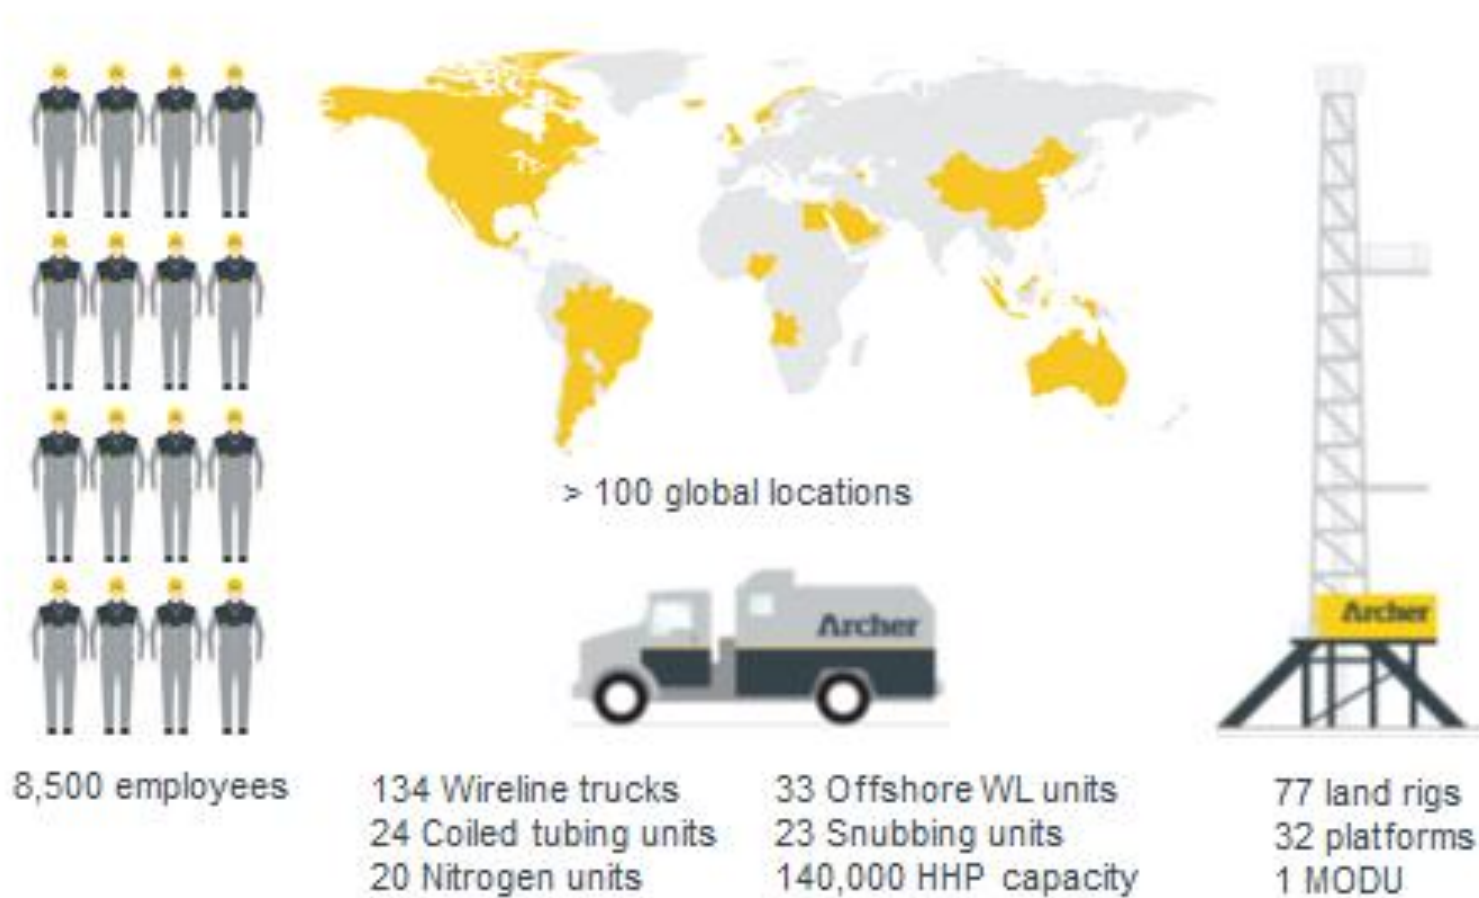 > 100 global locations
Archer
Archer
8,500 employees
134 Wireline trucks
24 Coiled tubing units
20 Nitrogen units
33 Offshore WL units
23 Snubbing units
140,000 HHP capacity
77 land rigs
32 platforms
1 MODU